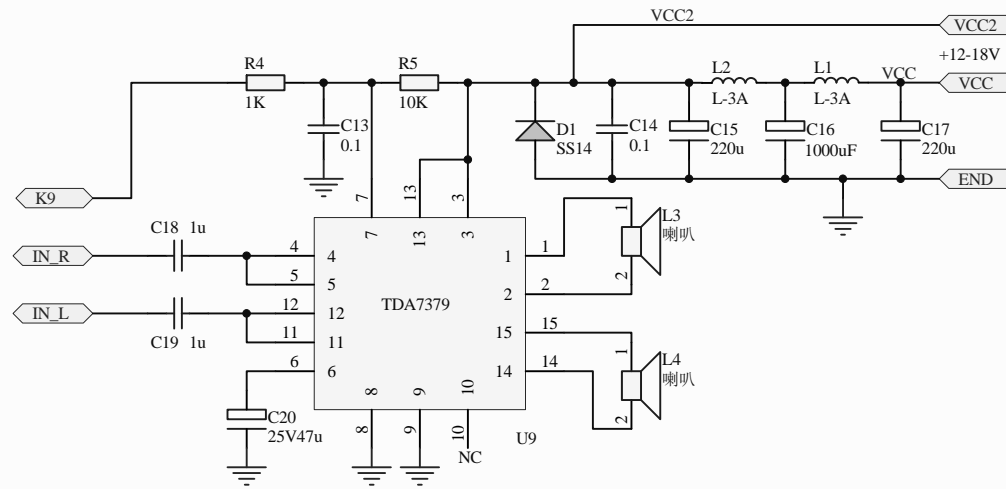 VCC2
VCC2
+12-18V
R4
R5
L2
L1
VCC
VCC
1K
10K
L-3A
L-3A
C13
0.1
D1
SS14
C14
0.1
C15
220u
C16
1000uF
C17
220u
K9
END
7
13
3
C18 1u
7
13
3
L3
喇叭
1
IN_R
4
4
1
1
5
5
2
2
2
IN_L
12
12
TDA7379
C19 1u
11
11
15
15
1
L4
喇叭
6
6
14
14
2
C20
25V47u
8
9
10
8
9
10
U9
NC